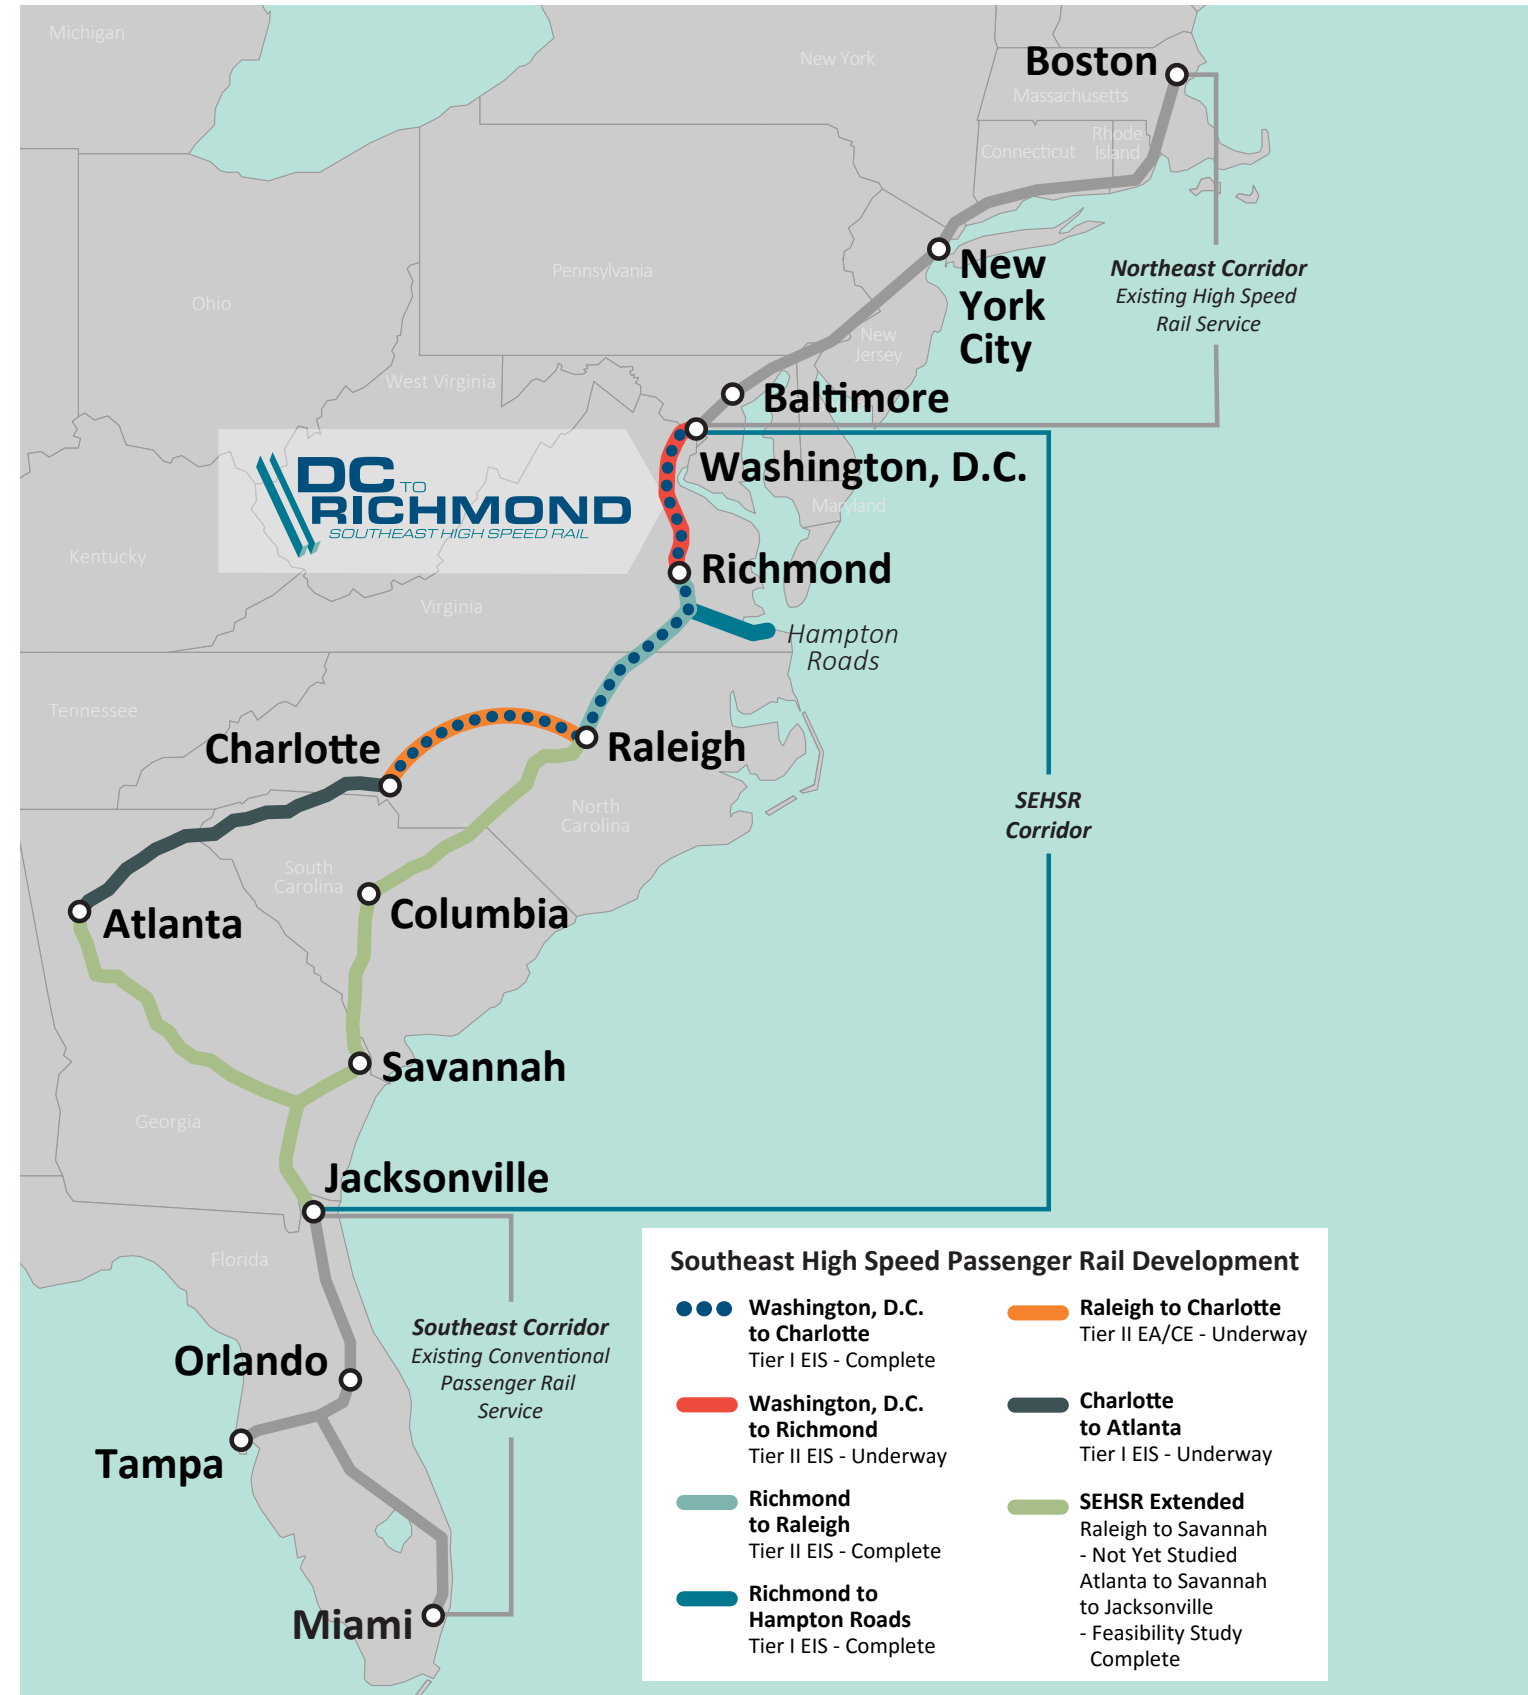 Michigan
New York
Boston
Massachusetts
Connecticut
Rhode
Island
Pennsylvania
Ohio
New
York
City
Northeast Corridor
Existing High Speed
Rail Service
New
Jersey
West Virginia
Baltimore
Washington, D.C.
DC TO
RICHMOND
SOUTHEAST HIGH SPEED RAIL
Maryland
Kentucky
Richmond
Virginia
Hampton
Roads
Tennessee
Charlotte
Raleigh
North
Carolina
SEHSR
Corridor
South
Carolina
Atlanta
Columbia
Savannah
Georgia
Jacksonville
Florida
Southeast Corridor
Existing Conventional
Passenger Rail
Service
Orlando
Tampa
Miami
Southeast High Speed Passenger Rail Development
Washington, D.C.
to Charlotte
Tier I EIS - Complete
Washington, D.C.
to Richmond
Tier II EIS - Underway
Richmond
to Raleigh
Tier II EIS - Complete
Richmond to
Hampton Roads
Tier I EIS - Complete
Raleigh to Charlotte
Tier II EA/CE - Underway
Charlotte
to Atlanta
Tier I EIS - Underway
SEHSR Extended
Raleigh to Savannah
- Not Yet Studied
Atlanta to Savannah
to Jacksonville
- Feasibility Study
Complete